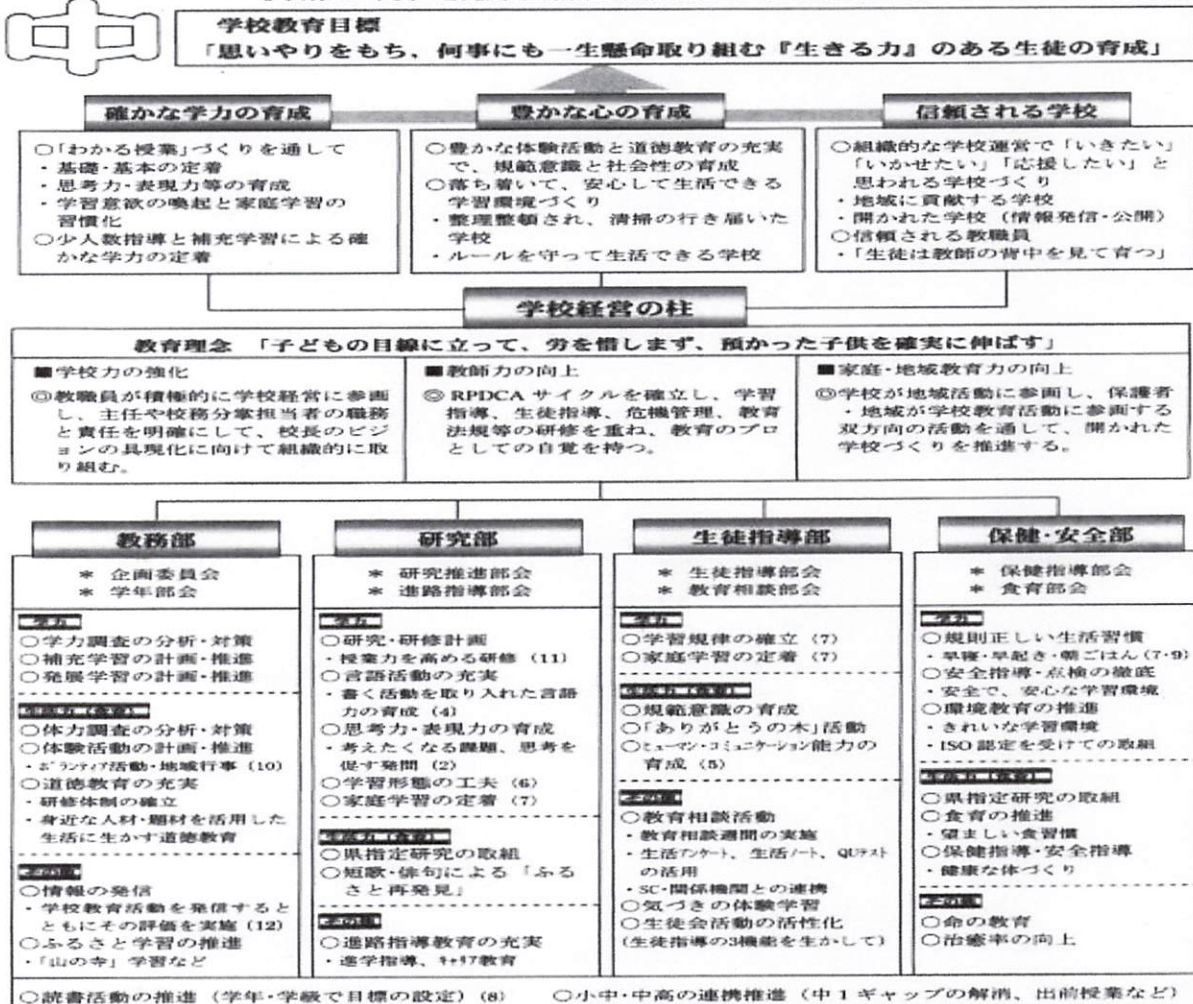 学校教育目標
「思いやりをもち、何事にも一生懸命取り組む『生きる力』のある生徒の育成」
確かな学力の育成
○「わかる授業」づくりを通して
・基礎・基本の定着
・思考力・表現力等の育成
・学習意欲の喚起と家庭学習の
習慣化
○少人数指導と補充学習による確
かな学力の定着
豊かな心の育成
○豊かな体験活動と道徳教育の充実
で、規範意識と社会性の育成
○落ち着いて、安心して生活できる
学習環境づくり
・整理整頓され、清掃の行き届いた
学校
・ルールを守って生活できる学校
信頼される学校
○組織的な学校運営で「いきたい」
「いかせたい」「応援したい」と
思われる学校づくり
・地域に貢献する学校
・開かれた学校（情報発信・公開）
○信頼される教職員
・「生徒は教師の背中を見て育つ」
学校経営の柱
教育理念 「子どもの目線に立って、労を惜しまず、預かった子供を確実に伸ばす」
■学校力の強化
◎教職員が積極的に学校経営に参画
し、主任や校務分掌担当者の職務
と責任を明確にして、校長のビジ
ョンの具現化に向けて組織的に取
り組む。
■教師力の向上
◎ RPDCA サイクルを確立し、学習
指導、生徒指導、危機管理、教育
法規等の研修を重ね、教育のプロ
としての自覚を持つ。
■家庭・地域教育力の向上
◎学校が地域活動に参画し、保護者
・地域が学校教育活動に参画する
双方向の活動を通して、開かれた
学校づくりを推進する。
教務部
* 企画委員会
* 学年部会
学力
○学力調査の分析・対策
○補充学習の計画・推進
○発展学習の計画・推進
生活力（食育）
○体力調査の分析・対策
○体験活動の計画・推進
・ボランティア活動・地域行事（10）
○道徳教育の充実
・研修体制の確立
・身近な人材・題材を活用した
生活に生かす道徳教育
その他
○情報の発信
・学校教育活動を発信すると
ともにその評価を実施（12）
○ふるさと学習の推進
・「山の寺」学習など
研究部
* 研究推進部会
* 進路指導部会
学力
○研究・研修計画
・授業力を高める研修（11）
○言語活動の充実
・書く活動を取り入れた言語
力の育成（4）
○思考力・表現力の育成
・考えたくなる課題、思考を
促す発問（2）
○学習形態の工夫（6）
○家庭学習の定着（7）
生活力（食育）
○県指定研究の取組
○短歌・俳句による「ふる
さと再発見」
その他
○進路指導教育の充実
・進学指導、キャリア教育
生徒指導部
* 生徒指導部会
* 教育相談部会
学力
○学習規律の確立（7）
○家庭学習の定着（7）
生活力（食育）
○規範意識の育成
○「ありがとうの木」活動
○ヒューマン・コミュニケーション能力の
育成（5）
その他
○教育相談活動
・教育相談週間の実施
・生活アンケート、生活ノート、QUテスト
の活用
・SC・関係機関との連携
○気づきの体験学習
○生徒会活動の活性化
（生徒指導の3機能を生かして）
保健・安全部
* 保健指導部会
* 食育部会
学力
○規則正しい生活習慣
・早寝・早起き・朝ごはん（7・9）
○安全指導・点検の徹底
・安全で、安心な学習環境
○環境教育の推進
・きれいな学習環境
・ISO認定を受けての取組
生活力（食育）
○県指定研究の取組
○食育の推進
・望ましい食習慣
○保健指導・安全指導
・健康な体づくり
その他
○命の教育
○治癒率の向上
○読書活動の推進（学年・学級で目標の設定）（8） ○小中・中高の連携推進（中1ギャップの解消、出前授業など）